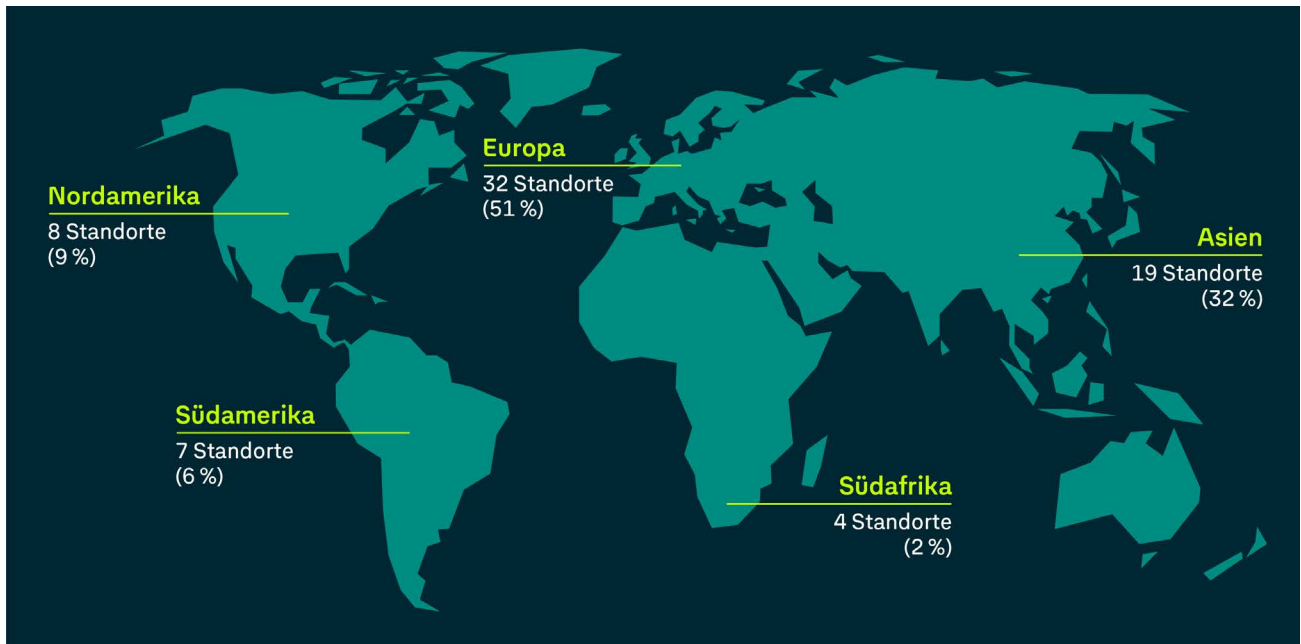 Europa
32 Standorte
(51 %)
Nordamerika
8 Standorte
(9 %)
Asien
19 Standorte
(32 %)
Südamerika
7 Standorte
(6 %)
Südafrika
4 Standorte
(2 %)